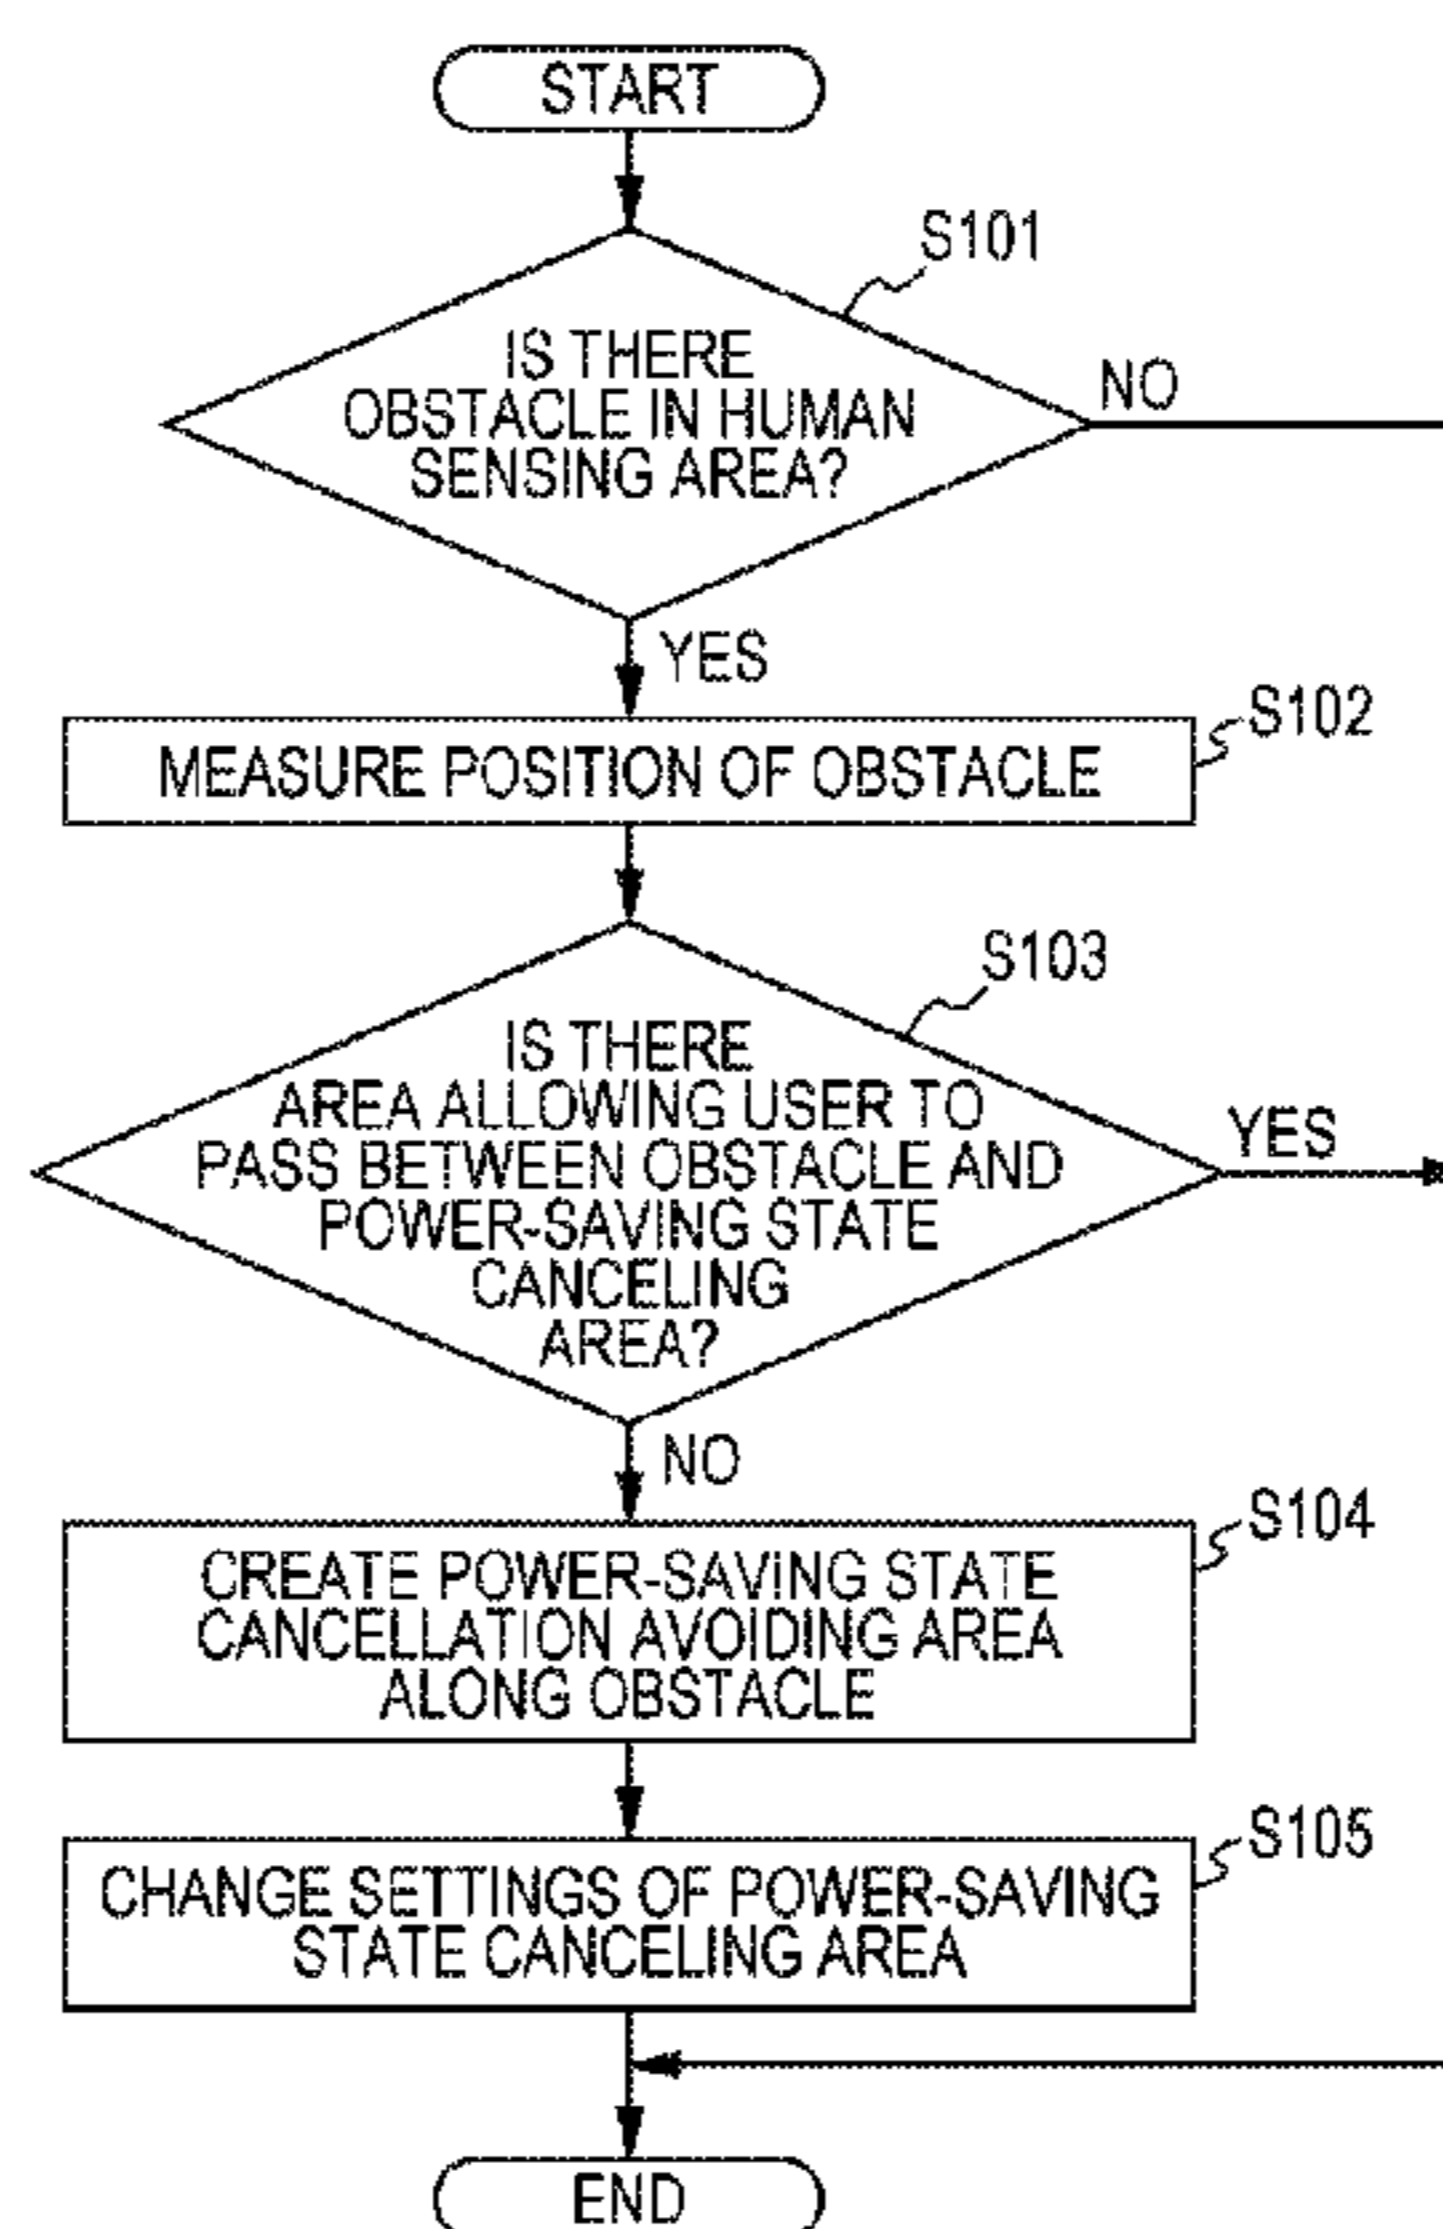 START
S101
IS THERE
OBSTACLE IN HUMAN
SENSING AREA?
NO
YES
S102
MEASURE POSITION OF OBSTACLE
S103
IS THERE
AREA ALLOWING USER TO
PASS BETWEEN OBSTACLE AND
POWER-SAVING STATE
CANCELING
AREA?
YES
NO
S104
CREATE POWER-SAVING STATE
CANCELLATION AVOIDING AREA
ALONG OBSTACLE
S105
CHANGE SETTINGS OF POWER-SAVING
STATE CANCELING AREA
END